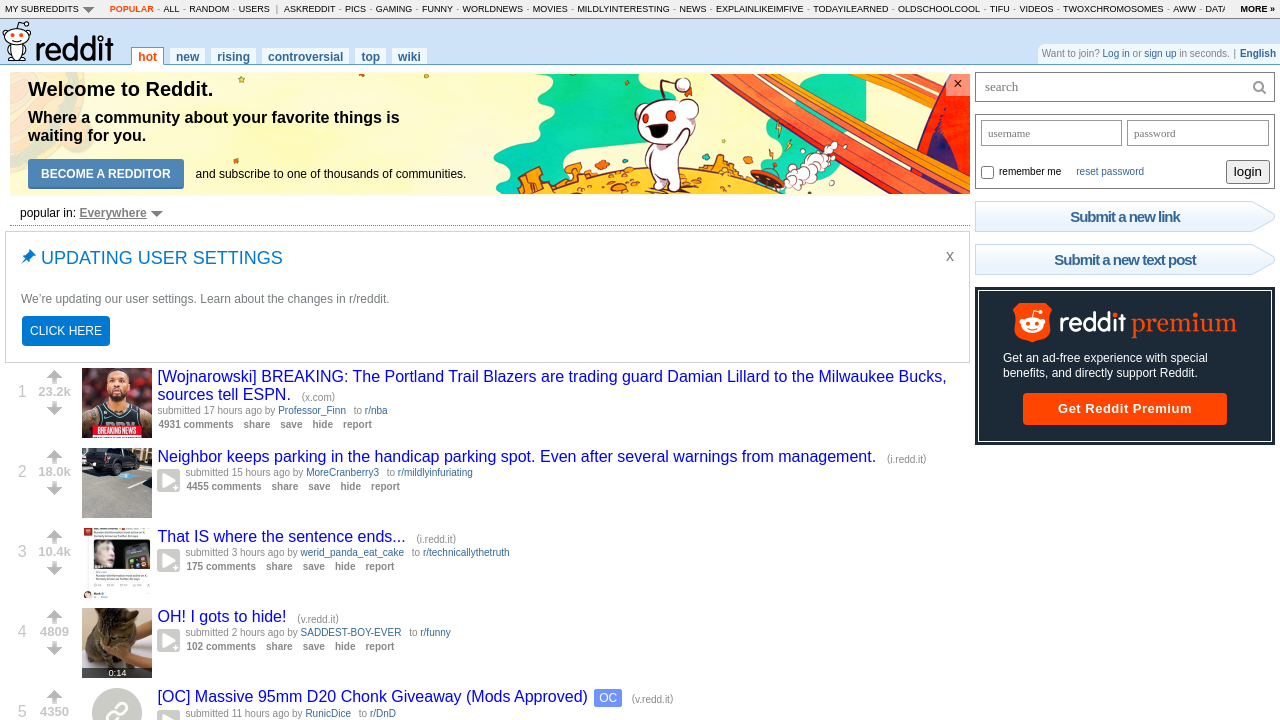 MY SUBREDDITS POPULAR - ALL - RANDOM - USERS | ASKREDDIT - PICS - GAMING - FUNNY - WORLDNEWS - MOVIES - MILDLYINTERESTING - NEWS - EXPLAINLIKEIMFIVE - TODAYILEARNED - OLDSCHOOLCOOL - TIFU - VIDEOS - TWOXCHROMOSOMES - AWW - DATA MORE »
reddit hot new rising controversial top wiki
Want to join? Log in or sign up in seconds. | English
Welcome to Reddit.
Where a community about your favorite things is
waiting for you.
BECOME A REDDITOR and subscribe to one of thousands of communities.
×
search
username password
remember me reset password login
Submit a new link
Submit a new text post
reddit premium
Get an ad-free experience with special
benefits, and directly support Reddit.
Get Reddit Premium
popular in: Everywhere
UPDATING USER SETTINGS X
We're updating our user settings. Learn about the changes in r/reddit.
CLICK HERE
1 23.2k
BREAKING NEWS
[Wojnarowski] BREAKING: The Portland Trail Blazers are trading guard Damian Lillard to the Milwaukee Bucks,
sources tell ESPN. (x.com)
submitted 17 hours ago by Professor_Finn to r/nba
4931 comments share save hide report
2 18.0k
Neighbor keeps parking in the handicap parking spot. Even after several warnings from management. (i.redd.it)
submitted 15 hours ago by MoreCranberry3 to r/mildlyinfuriating
4455 comments share save hide report
3 10.4k
That IS where the sentence ends... (i.redd.it)
submitted 3 hours ago by werid_panda_eat_cake to r/technicallythetruth
175 comments share save hide report
4 4809
0:14
OH! I gots to hide! (v.redd.it)
submitted 2 hours ago by SADDEST-BOY-EVER to r/funny
102 comments share save hide report
5 4350
[OC] Massive 95mm D20 Chonk Giveaway (Mods Approved) OC (v.redd.it)
submitted 11 hours ago by RunicDice to r/DnD